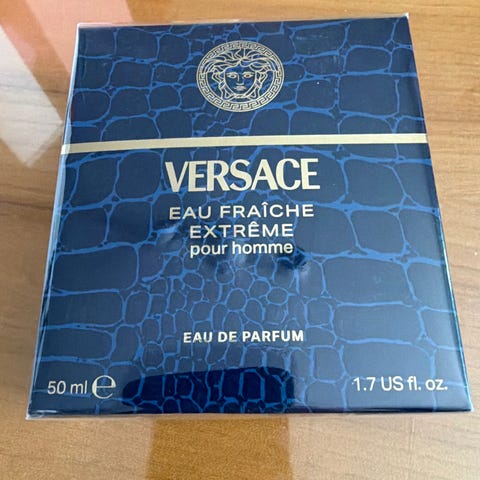 VERSACE
EAU FRAÎCHE
EXTRÊME
pour homme
EAU DE PARFUM
50 ml ℮ 1.7 US fl. oz.